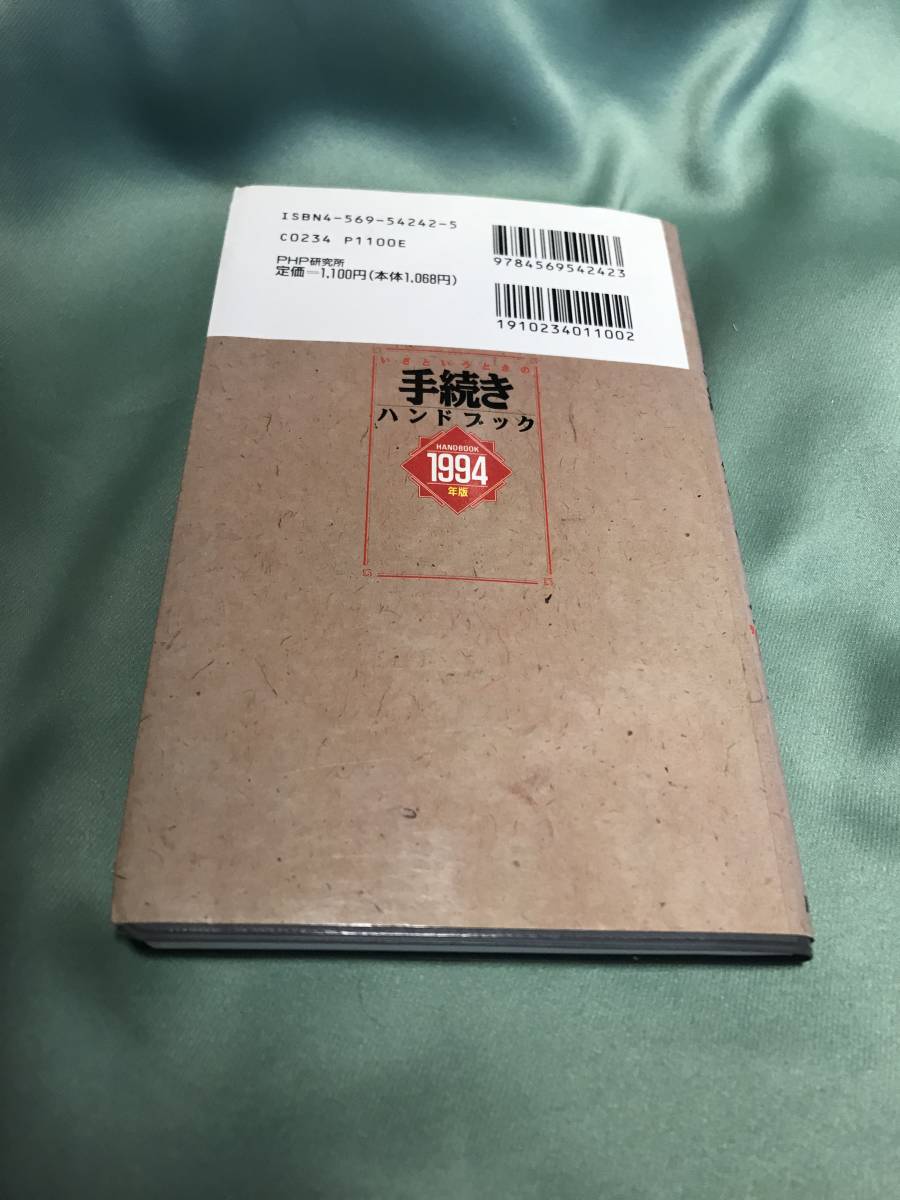 ISBN4-569-54242-5
C0234 P1100E
PHP研究所
定価=1,100円(本体1,068円)
9784569542423
1910234011002
いざというときの
手続き
ハンドブック
HANDBOOK
1994
年版